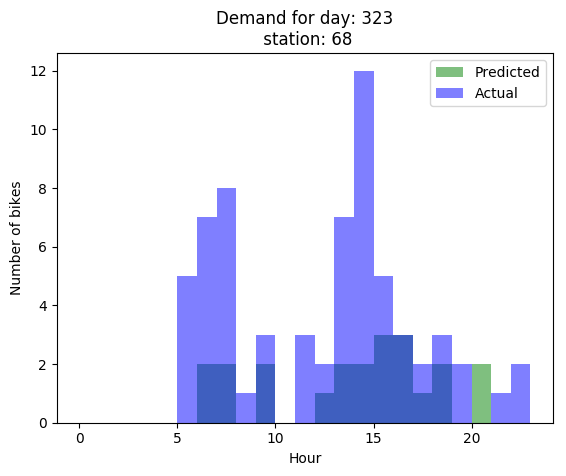 Demand for day: 323
station: 68
Predicted
Actual
Number of bikes
12
10
8
6
4
2
0
0 5 10 15 20
Hour